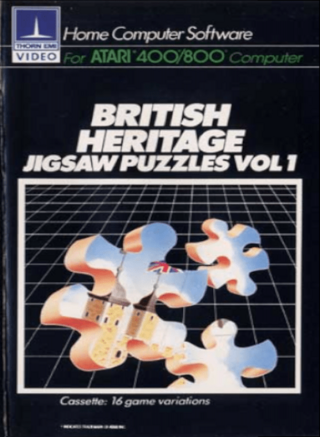 THORN EMI
VIDEO
Home Computer Software
For ATARI 400/800 Computer
BRITISH
HERITAGE
JIGSAW PUZZLES VOL 1
Cassette: 16 game variations